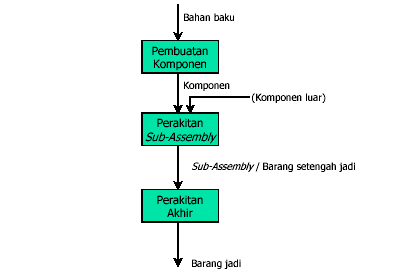 Bahan baku
Pembuatan
Komponen
Komponen
(Komponen luar)
Perakitan
Sub-Assembly
Sub-Assembly / Barang setengah jadi
Perakitan
Akhir
Barang jadi